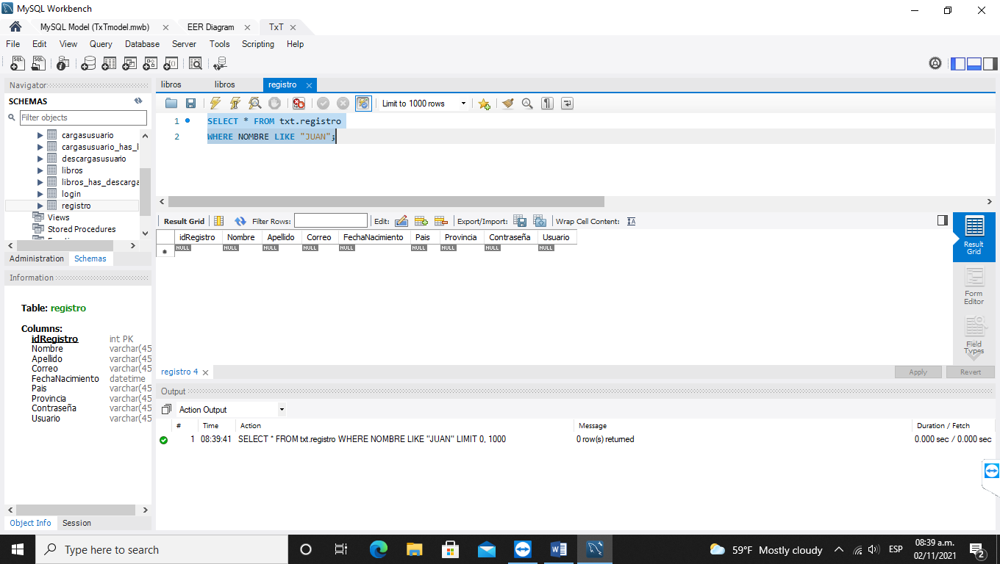 MySQL Workbench
MySQL Model (TxTmodel.mwb)
EER Diagram
TxT
File Edit View Query Database Server Tools Scripting Help
Navigator
SCHEMAS
Filter objects
cargasusuario
cargasusuario_has_l
descargasusuario
libros
libros_has_descarga
login
registro
Views
Stored Procedures
Administration Schemas
Information
Table: registro
Columns:
idRegistro int PK
Nombre varchar(45
Apellido varchar(45
Correo varchar(45
FechaNacimiento datetime
Pais varchar(45
Provincia varchar(45
Contraseña varchar(45
Usuario varchar(45
Object Info Session
libros libros registro
Limit to 1000 rows
1 SELECT * FROM txt.registro
2 WHERE NOMBRE LIKE "JUAN";
Result Grid Filter Rows: Edit: Export/Import: Wrap Cell Content:
idRegistro Nombre Apellido Correo FechaNacimiento Pais Provincia Contraseña Usuario
NULL NULL NULL NULL NULL NULL NULL NULL NULL
Result
Grid
Form
Editor
Field
Types
registro 4
Apply Revert
Output
Action Output
# Time Action Message Duration / Fetch
1 08:39:41 SELECT * FROM txt.registro WHERE NOMBRE LIKE "JUAN" LIMIT 0, 1000 0 row(s) returned 0.000 sec / 0.000 sec
Type here to search
59°F Mostly cloudy
ESP
08:39 a.m.
02/11/2021
2